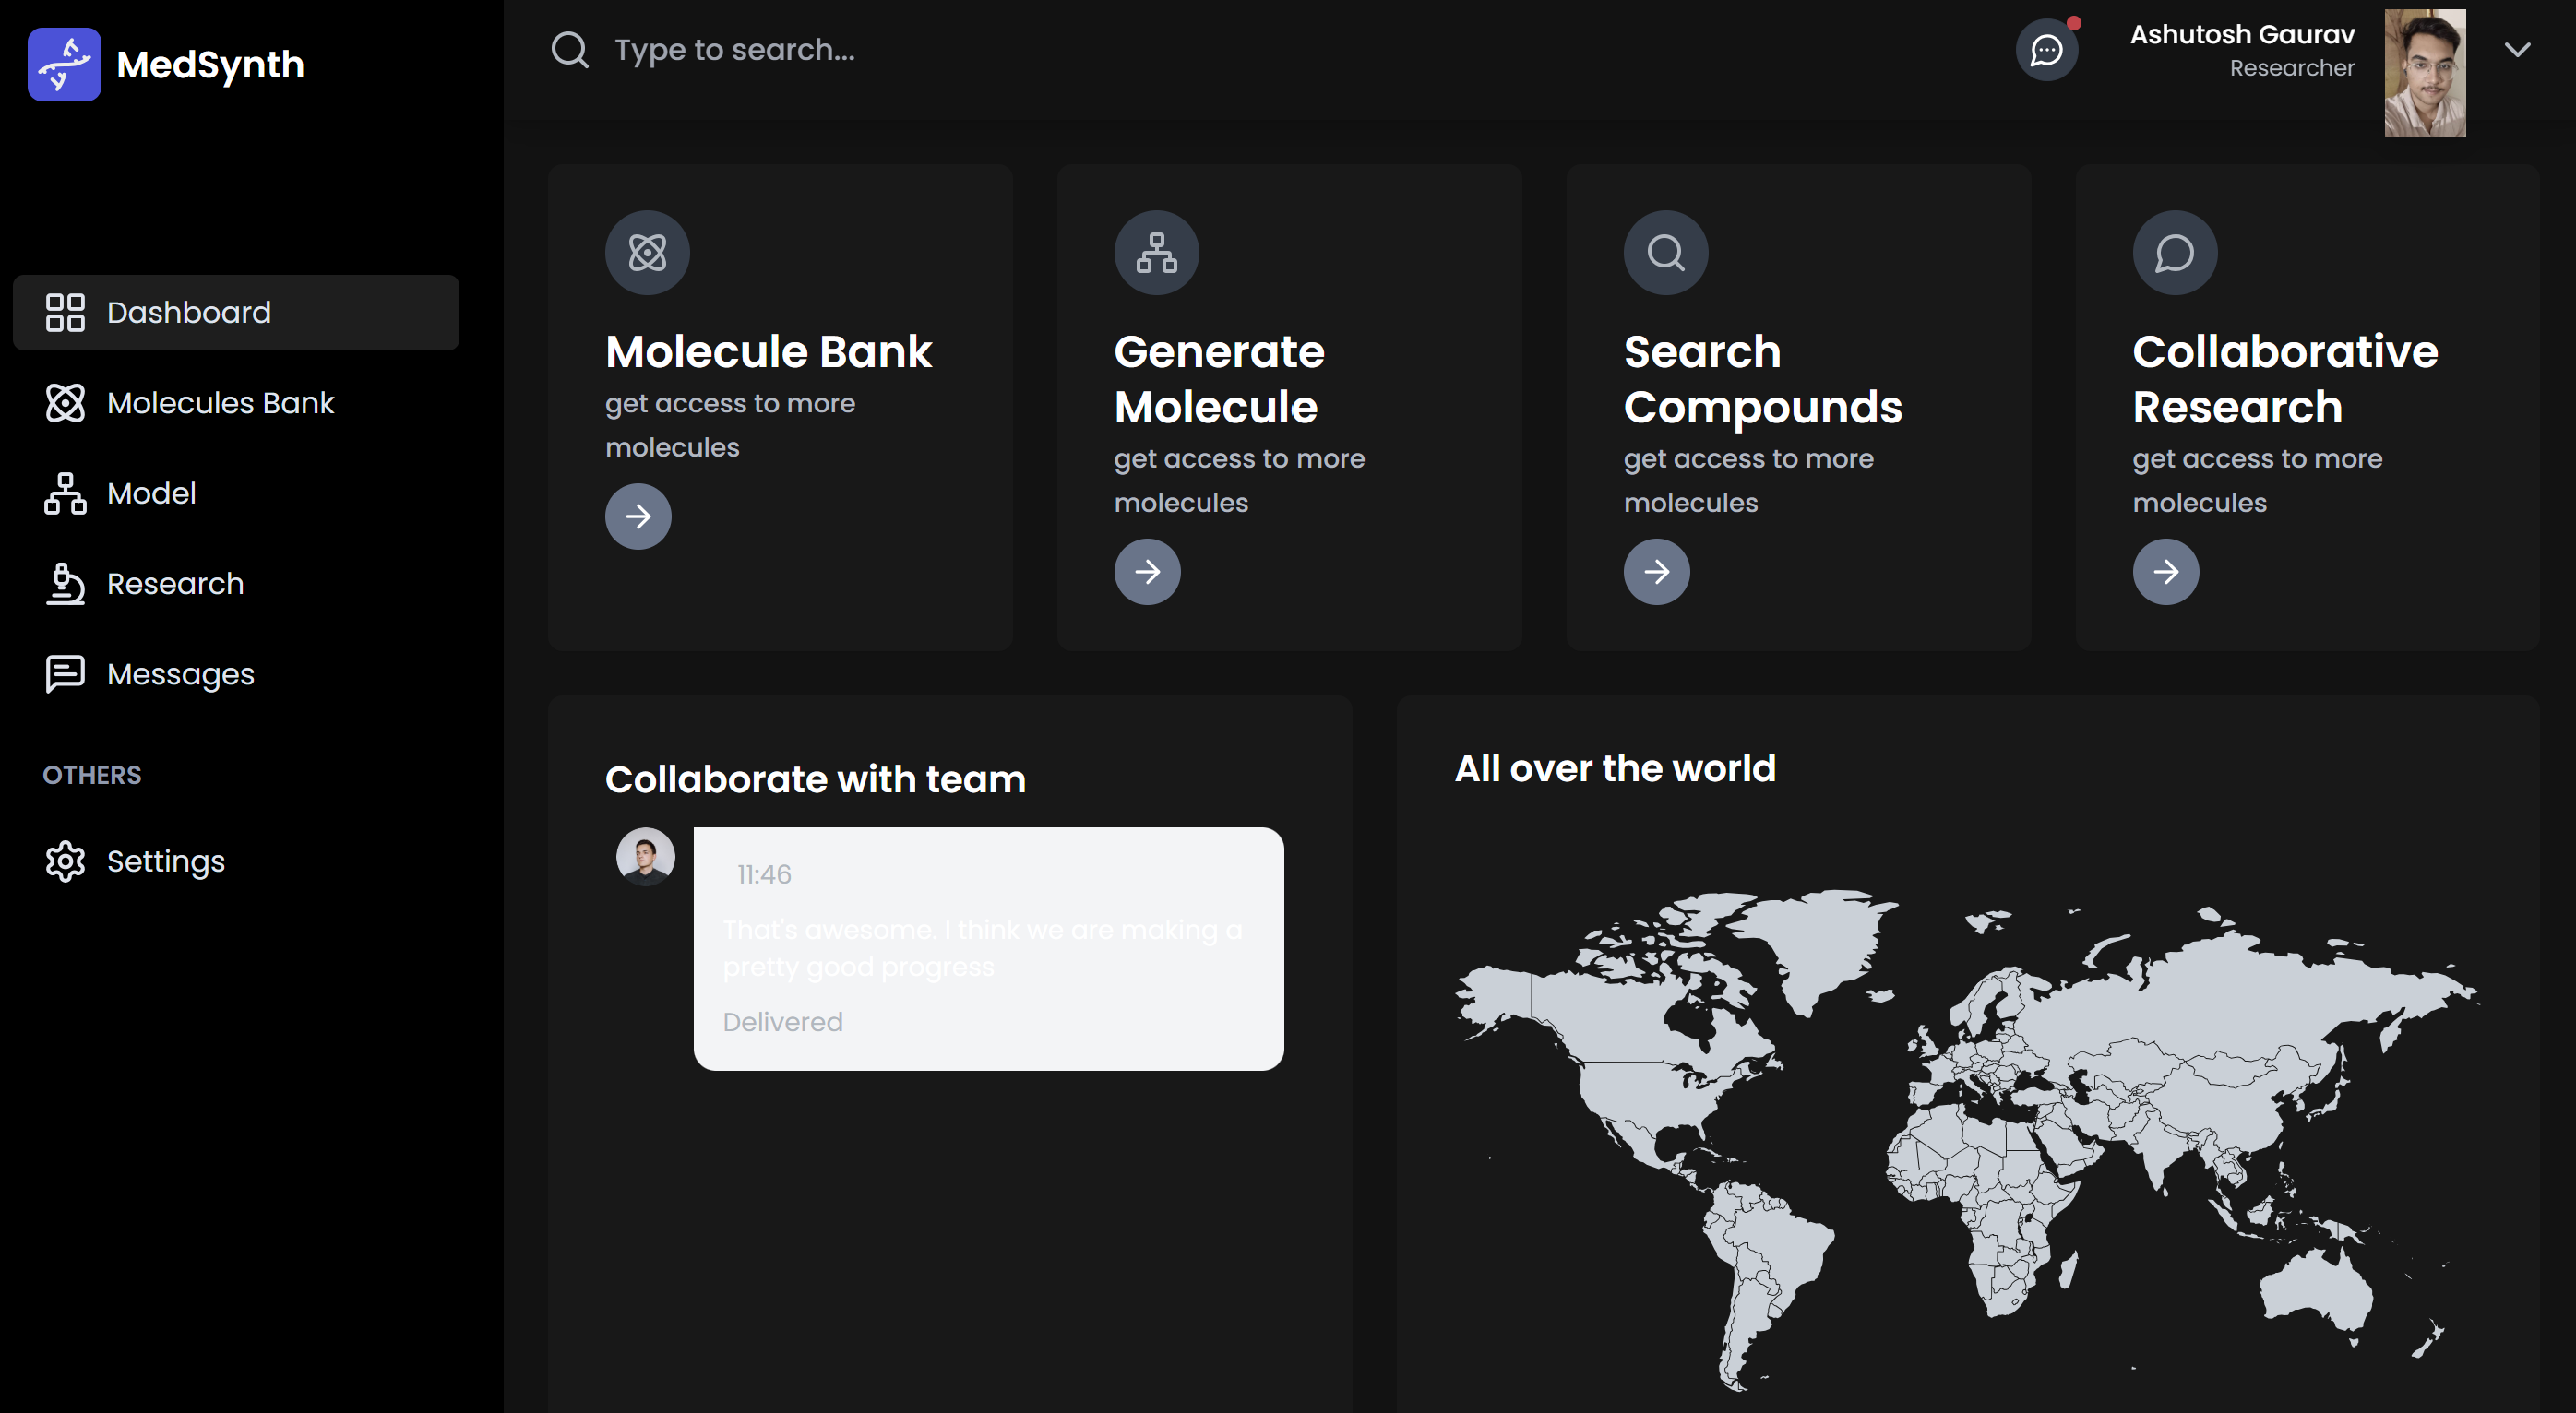 MedSynth
Type to search...
Ashutosh Gaurav
Researcher
Dashboard
Molecules Bank
Model
Research
Messages
OTHERS
Settings
Molecule Bank
get access to more
molecules
Generate
Molecule
get access to more
molecules
Search
Compounds
get access to more
molecules
Collaborative
Research
get access to more
molecules
Collaborate with team
11:46
That's awesome. I think we are making a
pretty good progress
Delivered
All over the world